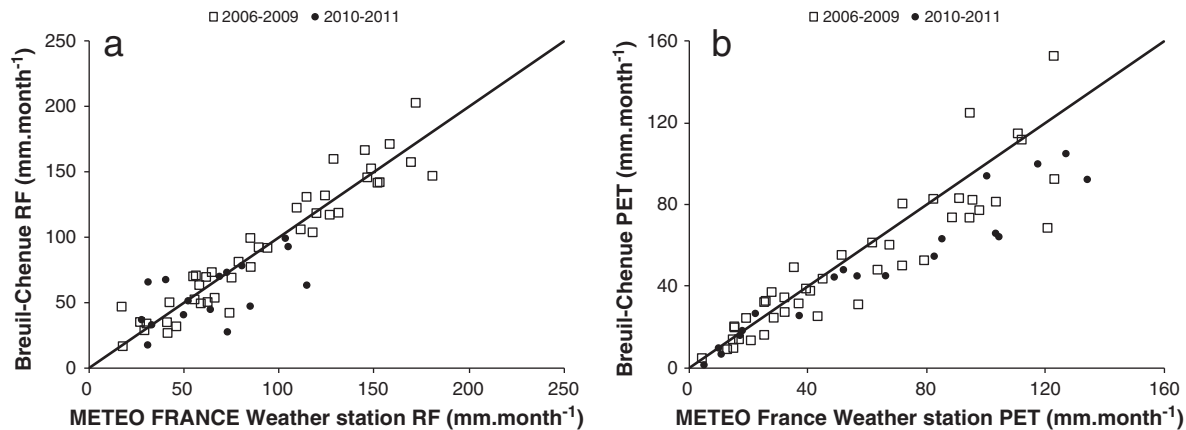 □ 2006-2009 ● 2010-2011
a
Breuil-Chenue RF (mm.month⁻¹)
250
200
150
100
50
0
0 50 100 150 200 250
METEO FRANCE Weather station RF (mm.month⁻¹)
□ 2006-2009 ● 2010-2011
b
Breuil-Chenue PET (mm.month⁻¹)
160
120
80
40
0
0 40 80 120 160
METEO France Weather station PET (mm.month⁻¹)